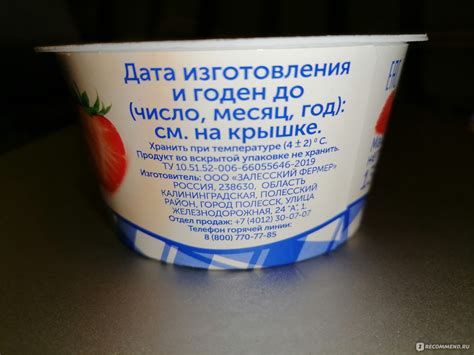 Дата изготовления
и годен до
(число, месяц, год):
см. на крышке.
Хранить при температуре (4 ± 2) °С.
Продукт во вскрытой упаковке не хранить.
ТУ 10.51.52-006-66055646-2019
Изготовитель: ООО «ЗАЛЕССКИЙ ФЕРМЕР»
РОССИЯ, 238630, ОБЛАСТЬ
КАЛИНИНГРАДСКАЯ, ПОЛЕССКИЙ
РАЙОН, ГОРОД ПОЛЕССК, УЛИЦА
ЖЕЛЕЗНОДОРОЖНАЯ, 24 "А", 1.
Отдел продаж: +7 (4012) 30-07-07
Телефон горячей линии:
8 (800) 770-77-85
EAC
RECOMMEND.RU